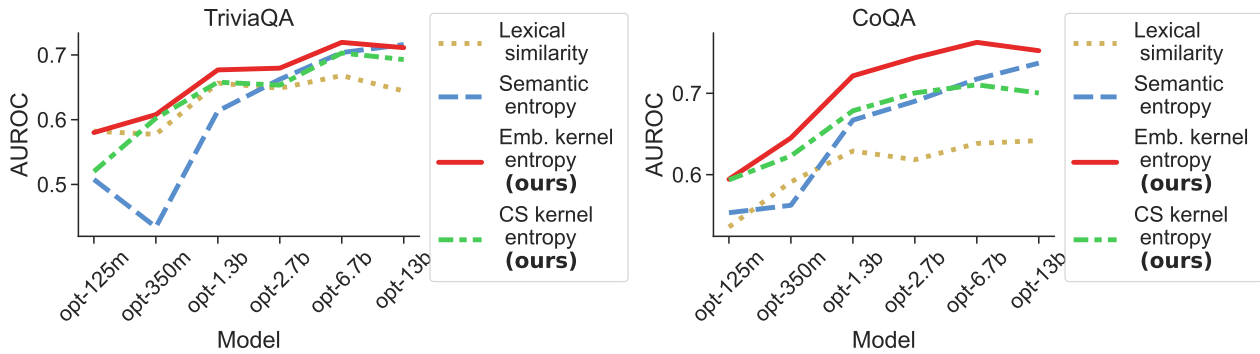 TriviaQA
AUROC
0.7
0.6
0.5
opt-125m
opt-350m
opt-1.3b
opt-2.7b
opt-6.7b
opt-13b
Model
Lexical
similarity
Semantic
entropy
Emb. kernel
entropy
(ours)
CS kernel
entropy
(ours)
CoQA
AUROC
0.7
0.6
opt-125m
opt-350m
opt-1.3b
opt-2.7b
opt-6.7b
opt-13b
Model
Lexical
similarity
Semantic
entropy
Emb. kernel
entropy
(ours)
CS kernel
entropy
(ours)